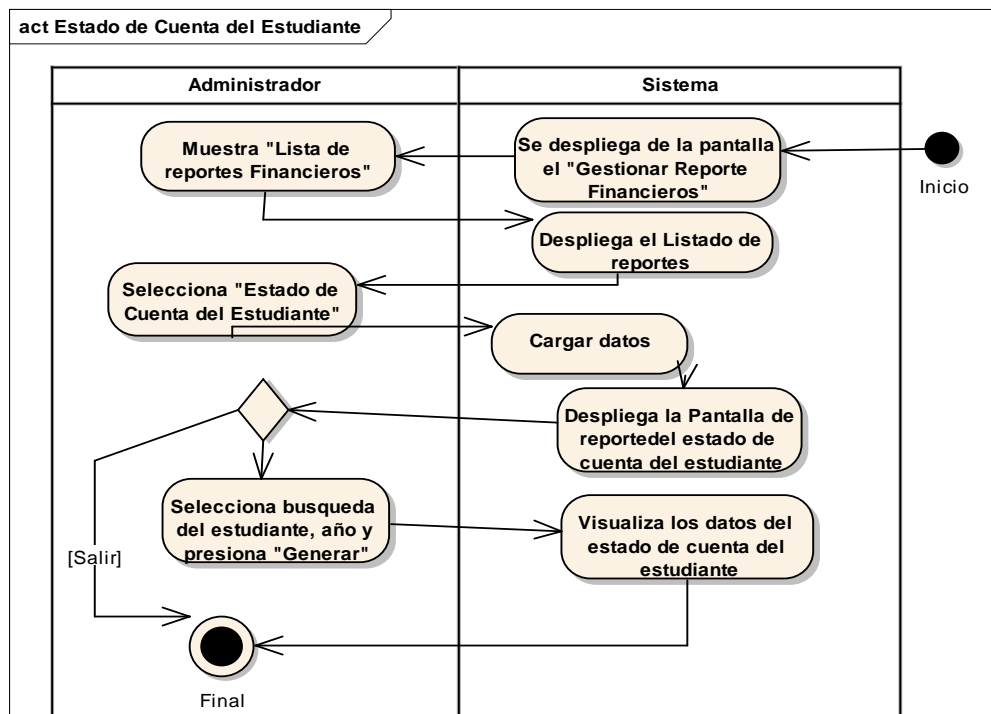 act Estado de Cuenta del Estudiante
Administrador
Sistema
Muestra "Lista de
reportes Financieros"
Se despliega de la pantalla
el "Gestionar Reporte
Financieros"
Inicio
Despliega el Listado de
reportes
Selecciona "Estado de
Cuenta del Estudiante"
Cargar datos
Despliega la Pantalla de
reportedel estado de
cuenta del estudiante
Selecciona busqueda
del estudiante, año y
presiona "Generar"
Visualiza los datos del
estado de cuenta del
estudiante
[Salir]
Final